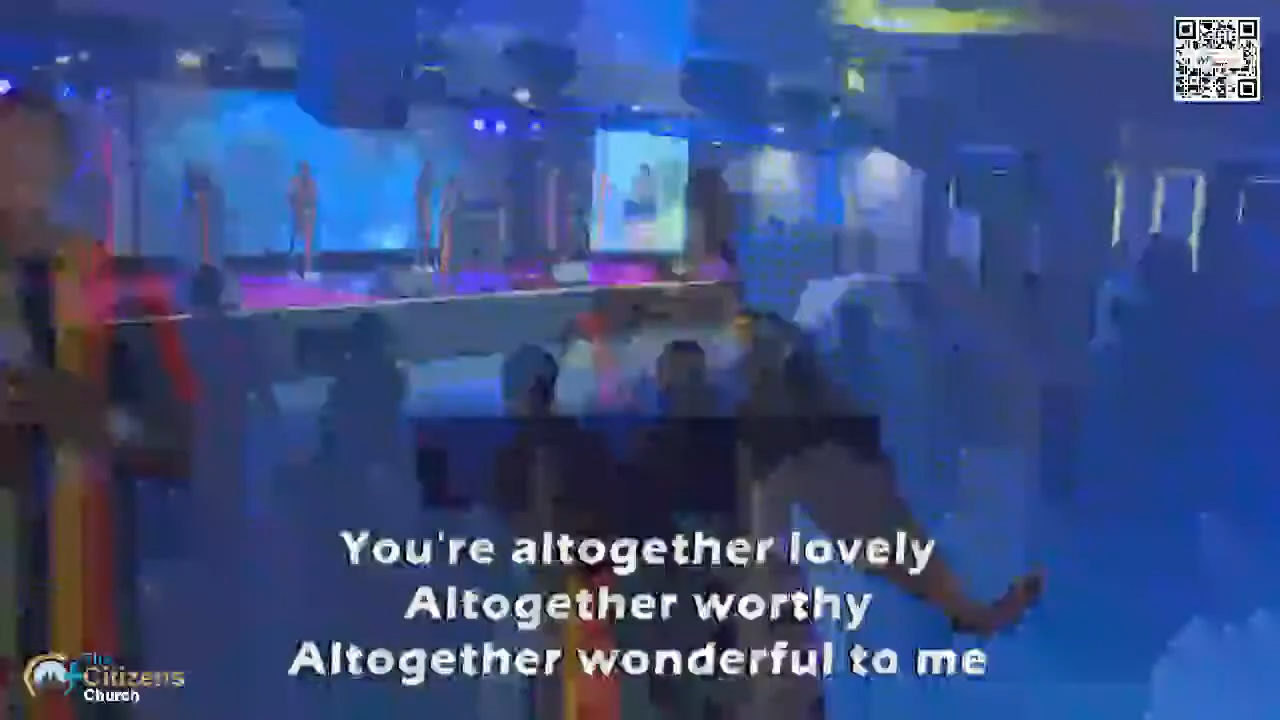 You're altogether lovely
Altogether worthy
Altogether wonderful to me
The
Citizens
Church